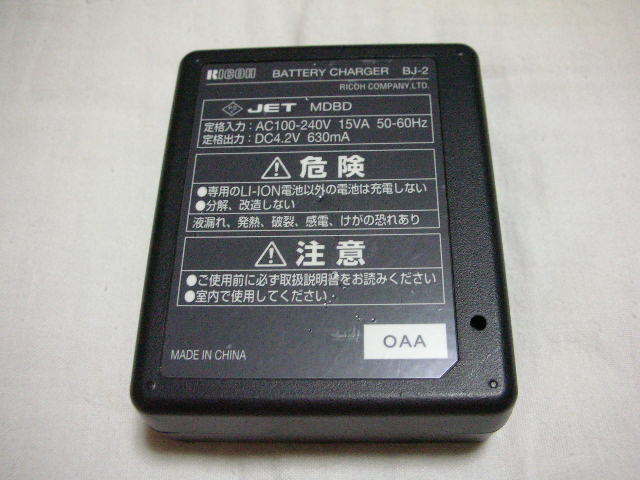 RICOH BATTERY CHARGER BJ-2
RICOH COMPANY,LTD.
PS E JET MDBD
定格入力:AC100-240V 15VA 50-60Hz
定格出力:DC4.2V 630mA
⚠危険
●専用のLI-ION電池以外の電池は充電しない
●分解、改造しない
液漏れ、発熱、破裂、感電、けがの恐れあり
⚠注意
●ご使用前に必ず取扱説明書をお読みください
●室内で使用してください
OAA
MADE IN CHINA